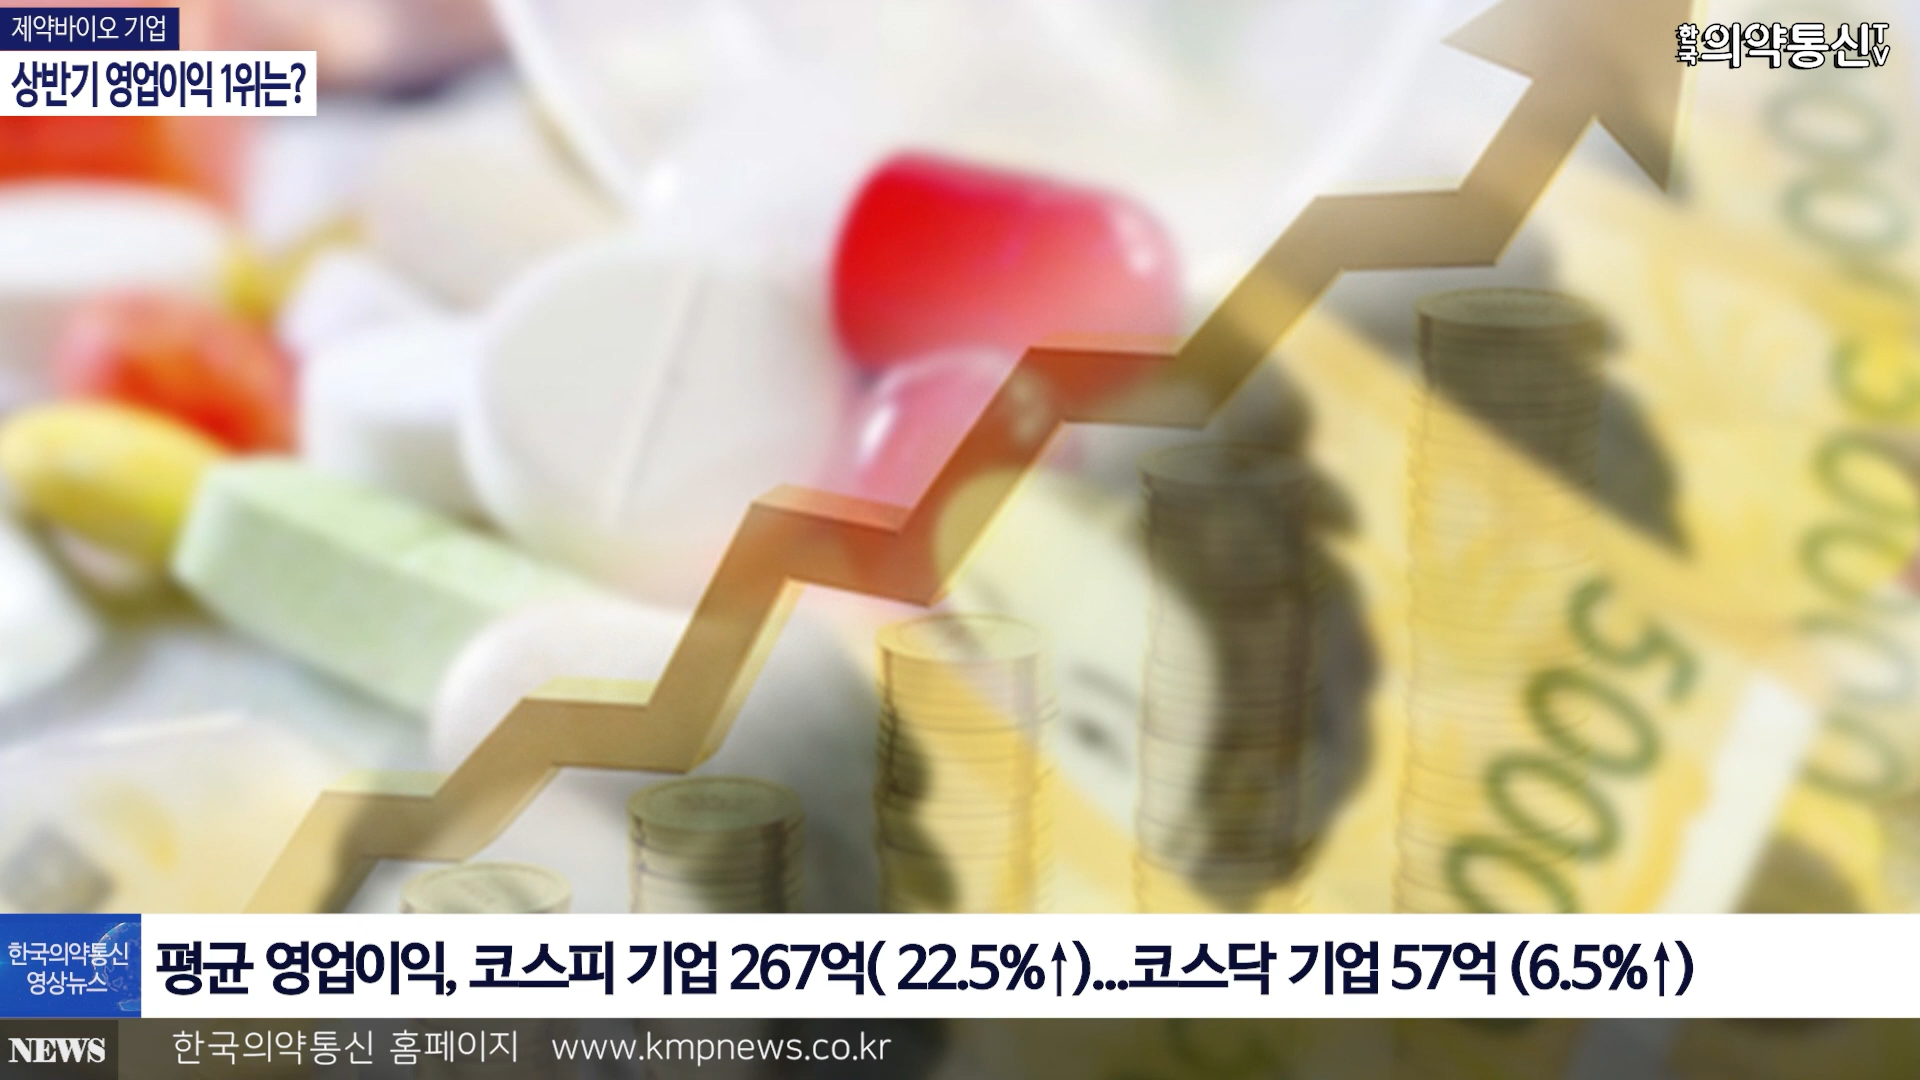 제약바이오 기업
상반기 영업이익 1위는?
한국의약통신TV
5000
한국의약통신
영상뉴스
평균 영업이익, 코스피 기업 267억( 22.5%↑)...코스닥 기업 57억 (6.5%↑)
NEWS
한국의약통신 홈페이지 www.kmpnews.co.kr